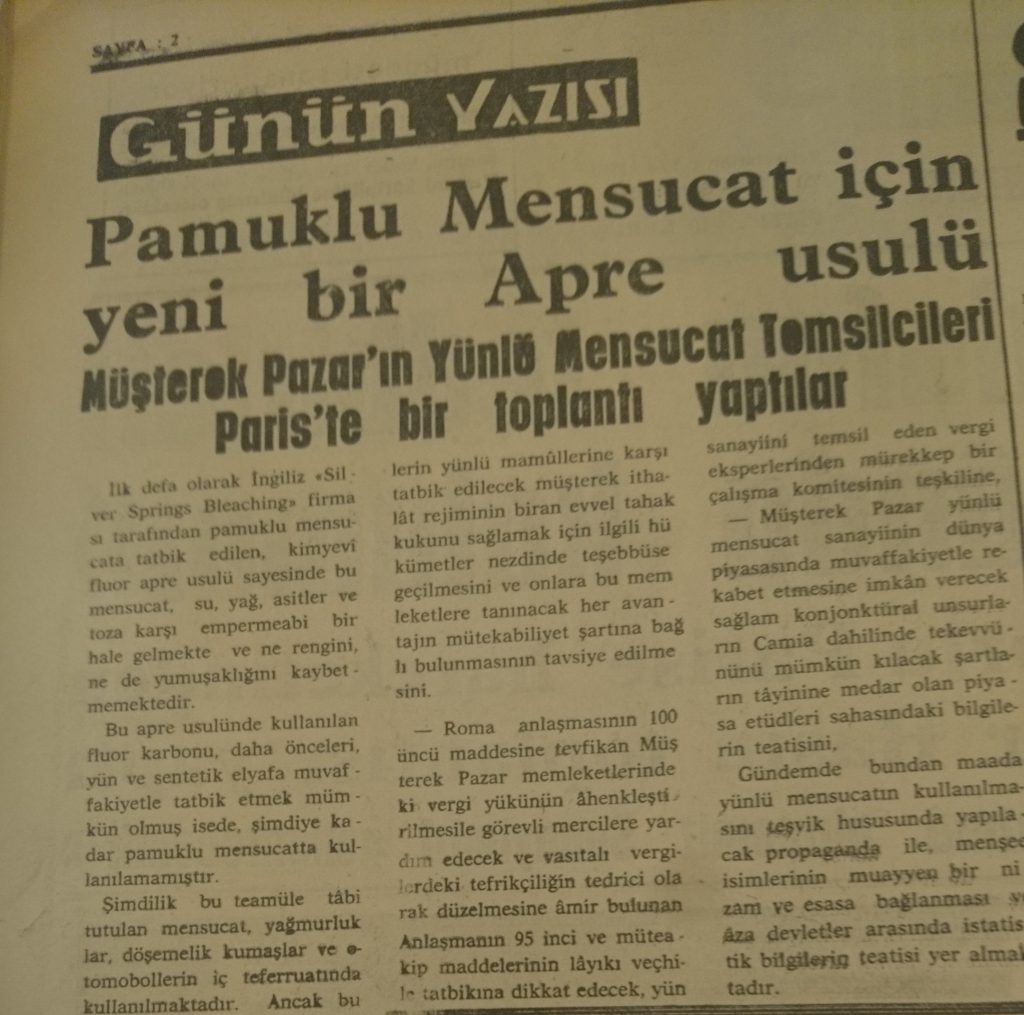 SAYFA : 2
Günün YAZISI
Pamuklu Mensucat için
yeni bir Apre usulü
Müşterek Pazar'ın Yünlü Mensucat Temsilcileri
Paris'te bir toplantı yaptılar
İlk defa olarak İngiliz «Sil-
ver Springs Bleaching» firma
sı tarafından pamuklu mensu-
cata tatbik edilen, kimyevî
fluor apre usulü sayesinde bu
mensucat, su, yağ, asitler ve
toza karşı empermeabi bir
hale gelmekte ve ne rengini,
ne de yumuşaklığını kaybet-
memektedir.
Bu apre usulünde kullanılan
fluor karbonu, daha önceleri,
yün ve sentetik elyafa muvaf-
fakiyetle tatbik etmek müm-
kün olmuş isede, şimdiye ka-
dar pamuklu mensucatta kul-
lanılamamıştır.
Şimdilik bu teamüle tâbi
tutulan mensucat, yağmurluk
lar, döşemelik kumaşlar ve o-
tomobollerin iç teferruatında
kullanılmaktadır. Ancak bu
lerin yünlü mamûllerine karşı
tatbik edilecek müşterek itha-
lât rejiminin biran evvel tahak
kukunu sağlamak için ilgili hü
kümetler nezdinde teşebbüse
geçilmesini ve onlara bu mem
leketlere tanınacak her avan-
tajın mütekabiliyet şartına bağ
lı bulunmasının tavsiye edilme
sini.
— Roma anlaşmasının 100
üncü maddesine tevfikan Müş
terek Pazar memleketlerinde
ki vergi yükünün âhenkleşti-
rilmesile görevli mercilere yar-
dım edecek ve vasıtalı vergi-
lerdeki tefrikçiliğin tedrici ola
rak düzelmesine âmir bulunan
Anlaşmanın 95 inci ve mütea-
kip maddelerinin lâyıkı veçhi-
le tatbikına dikkat edecek, yün
sanayiini temsil eden vergi
eksperlerinden mürekkep bir
çalışma komitesinin teşkiline,
— Müşterek Pazar yünlü
mensucat sanayiinin dünya
piyasasında muvaffakiyetle re-
kabet etmesine imkân verecek
sağlam konjonktüral unsurla-
rın Camia dahilinde tekevvü-
nünü mümkün kılacak şartla-
rın tâyinine medar olan piya-
sa etüdleri sahasındaki bilgile-
rin teatisini,
Gündemde bundan maada
yünlü mensucatın kullanılma-
sını teşvik hususunda yapıla-
cak propaganda ile, menşee
isimlerinin muayyen bir ni
zam ve esasa bağlanması ve
âza devletler arasında istatis
tik bilgilerin teatisi yer almak
tadır.